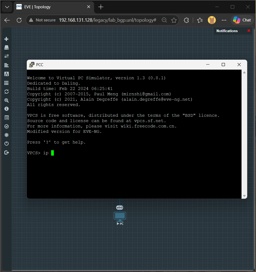 EVE | Topology
Not secure
192.168.131.128/legacy/lab_bgp.unl/topology#
Chat
Notifications
PCC
Welcome to Virtual PC Simulator, version 1.3 (0.8.1)
Dedicated to Daling.
Build time: Feb 22 2024 06:25:41
Copyright (c) 2007-2015, Paul Meng (mirnshi@gmail.com)
Copyright (c) 2021, Alain Degreffe (alain.degreffe@eve-ng.net)
All rights reserved.
VPCS is free software, distributed under the terms of the "BSD" licence.
Source code and license can be found at vpcs.sf.net.
For more information, please visit wiki.freecode.com.cn.
Modified version for EVE-NG.
Press '?' to get help.
VPCS> ip